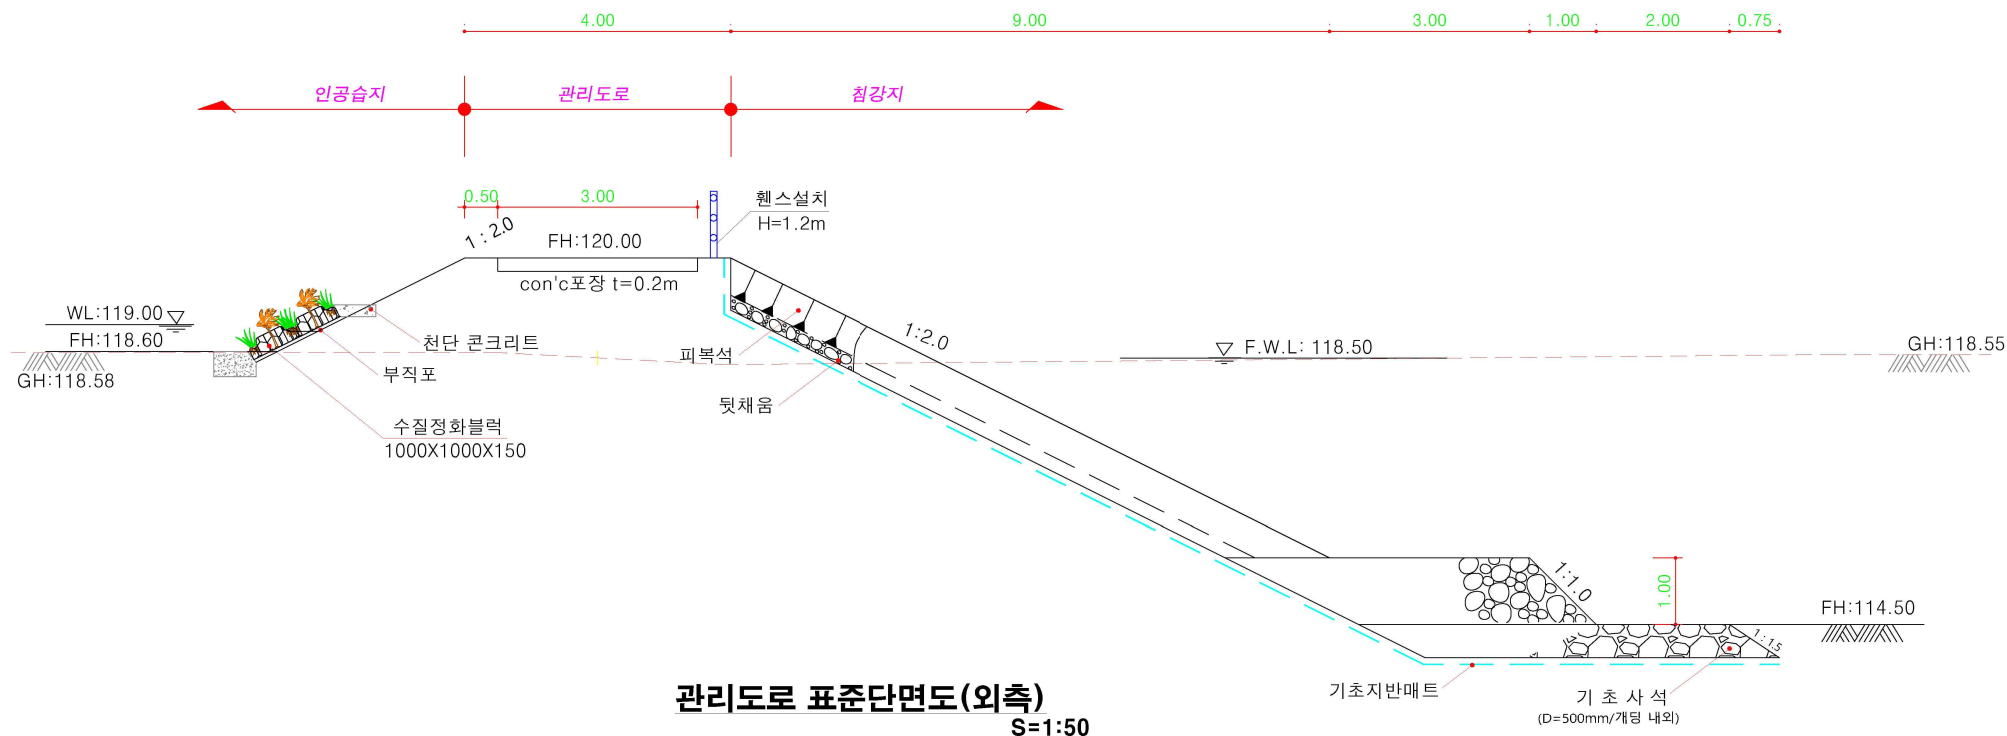 4.00 9.00 3.00 1.00 2.00 0.75
인공습지 관리도로 침강지
0.50 3.00
휀스설치
H=1.2m
1 : 2.0
FH:120.00
con'c포장 t=0.2m
WL:119.00
FH:118.60
GH:118.58
천단 콘크리트
부직포
수질정화블럭
1000X1000X150
피복석
뒷채움
1:2.0
F.W.L: 118.50
GH:118.55
1:1.0
1.00
FH:114.50
1:1.5
기초지반매트
기 초 사 석
(D=500mm/개당 내외)
관리도로 표준단면도(외측)
S=1:50